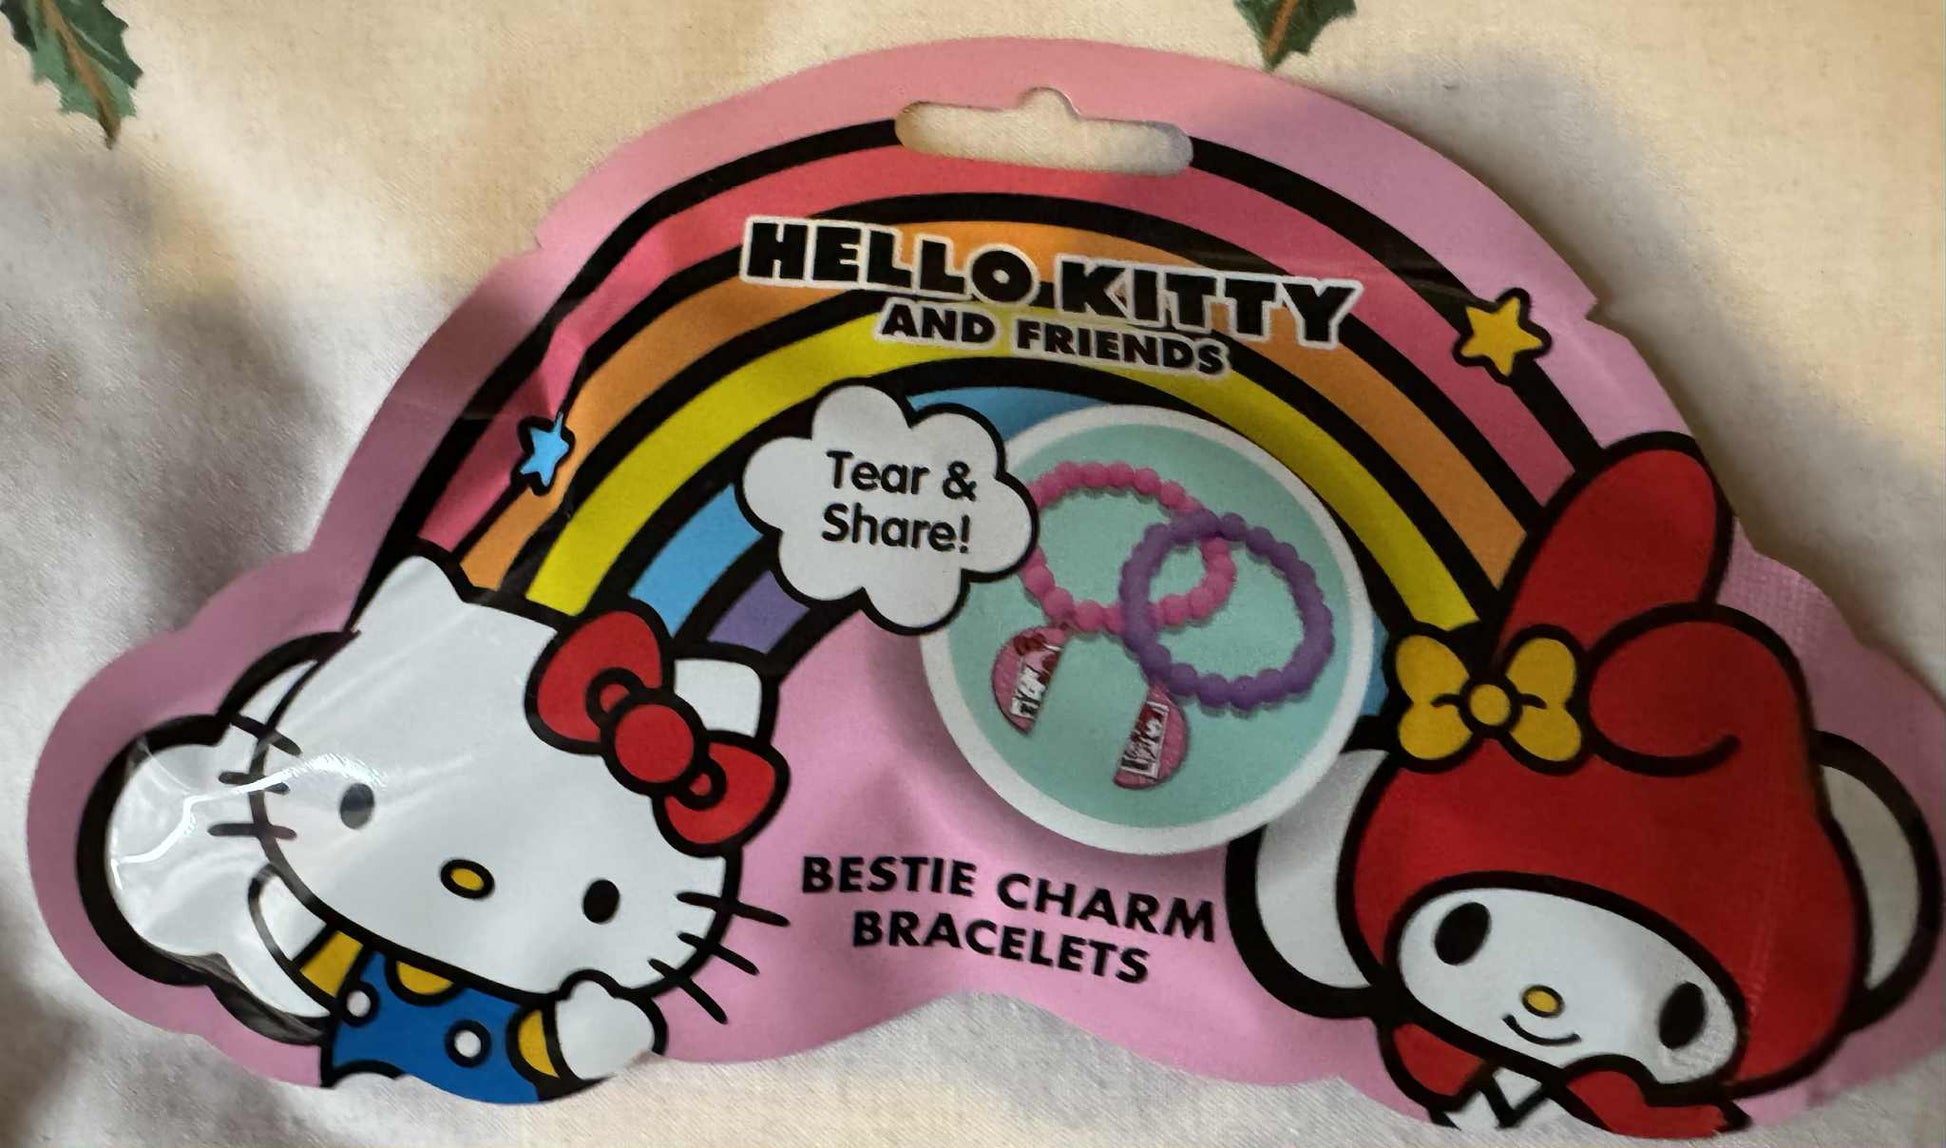 HELLO KITTY
AND FRIENDS
Tear &
Share!
BESTIE CHARM
BRACELETS